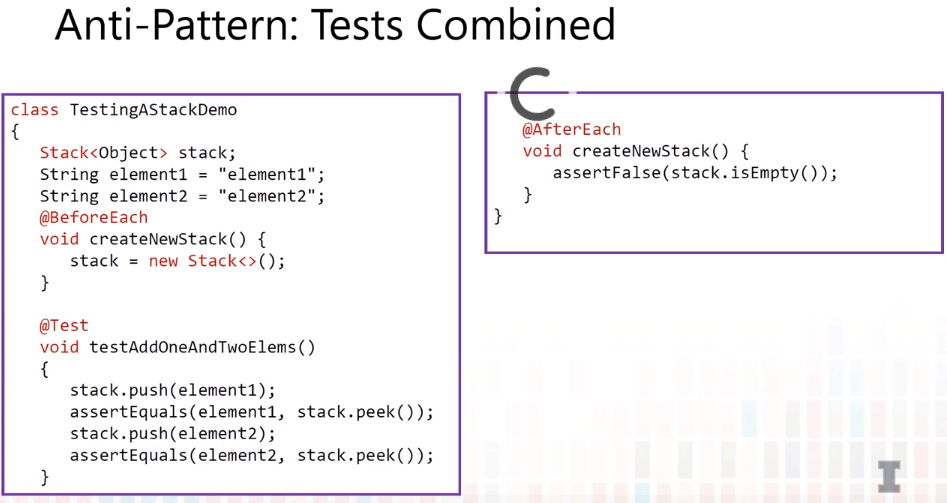 Anti-Pattern: Tests Combined
class TestingAStackDemo
{
Stack<Object> stack;
String element1 = "element1";
String element2 = "element2";
@BeforeEach
void createNewStack() {
stack = new Stack<>();
}
@Test
void testAddOneAndTwoElems()
{
stack.push(element1);
assertEquals(element1, stack.peek());
stack.push(element2);
assertEquals(element2, stack.peek());
}
@AfterEach
void createNewStack() {
assertFalse(stack.isEmpty());
}
}
I